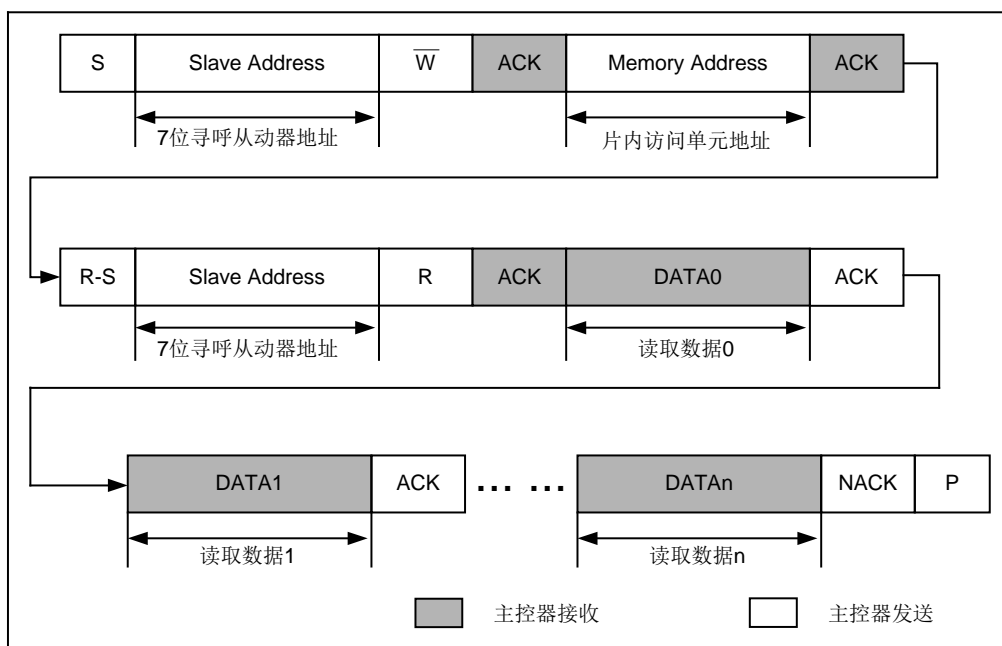 S Slave Address W̅ ACK Memory Address ACK
7位寻呼从动器地址 片内访问单元地址
R-S Slave Address R ACK DATA0 ACK
7位寻呼从动器地址 读取数据0
DATA1 ACK ... ... DATAn NACK P
读取数据1 读取数据n
主控器接收 主控器发送